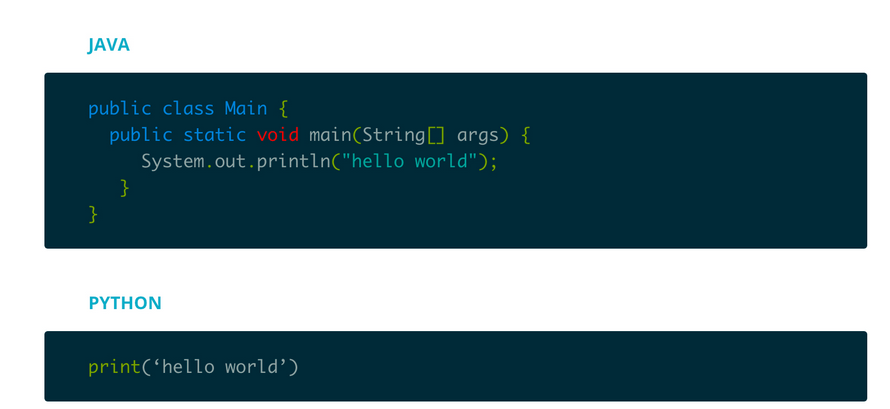 JAVA
public class Main {
public static void main(String[] args) {
System.out.println("hello world");
}
}
PYTHON
print(‘hello world’)